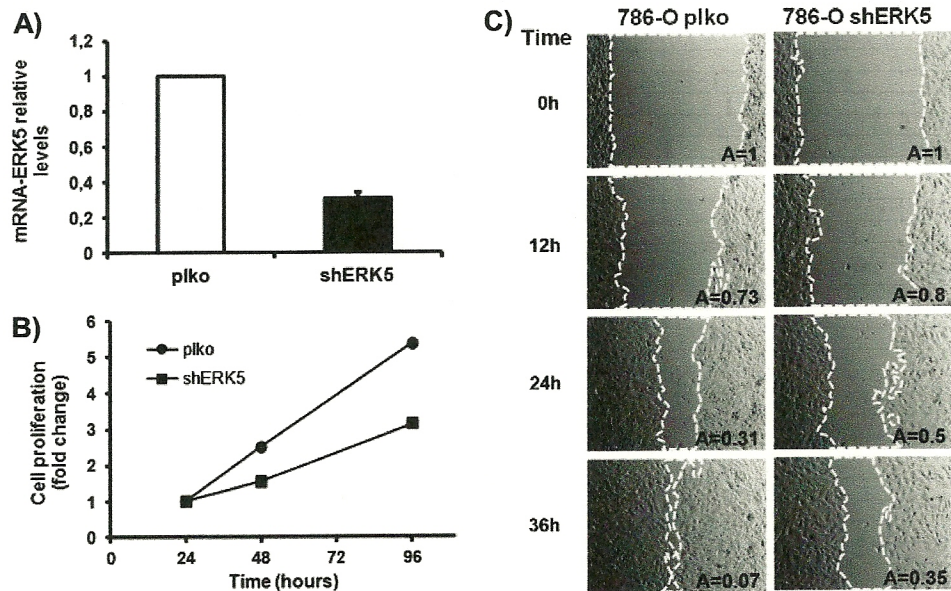 A)
mRNA-ERK5 relative
levels
1,2
1
0,8
0,6
0,4
0,2
0
plko
shERK5
B)
Cell proliferation
(fold change)
6
5
4
3
2
1
0
plko
shERK5
0
24
48
72
96
Time (hours)
C)
786-O plko
786-O shERK5
Time
0h
A=1
A=1
12h
A=0.73
A=0.8
24h
A=0.31
A=0.5
36h
A=0.07
A=0.35